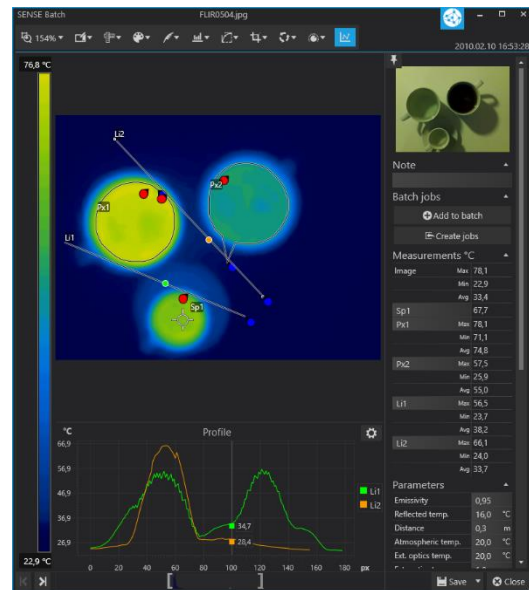 SENSE Batch
FLIR0504.jpg
154%
2010.02.10 16:53:28
76,8 °C
Li2
Px2
Px1
Li1
Sp1
22,9 °C
Note
Batch jobs
Add to batch
Create jobs
Measurements °C
Image Max 78,1
Min 22,9
Avg 33,4
Sp1 67,7
Px1 Max 78,1
Min 71,1
Avg 74,8
Px2 Max 57,5
Min 25,9
Avg 55,0
Li1 Max 56,5
Min 23,7
Avg 38,2
Li2 Max 66,1
Min 24,0
Avg 33,7
Parameters
Emissivity 0,95
Reflected temp. 16,0 °C
Distance 0,3 m
Atmospheric temp. 20,0 °C
Ext. optics temp. 20,0 °C
°C Profile
66,9
56,9
46,9
36,9
26,9
34,7
28,4
Li1
Li2
0 20 40 60 80 100 120 140 160 180 px
Save
Close